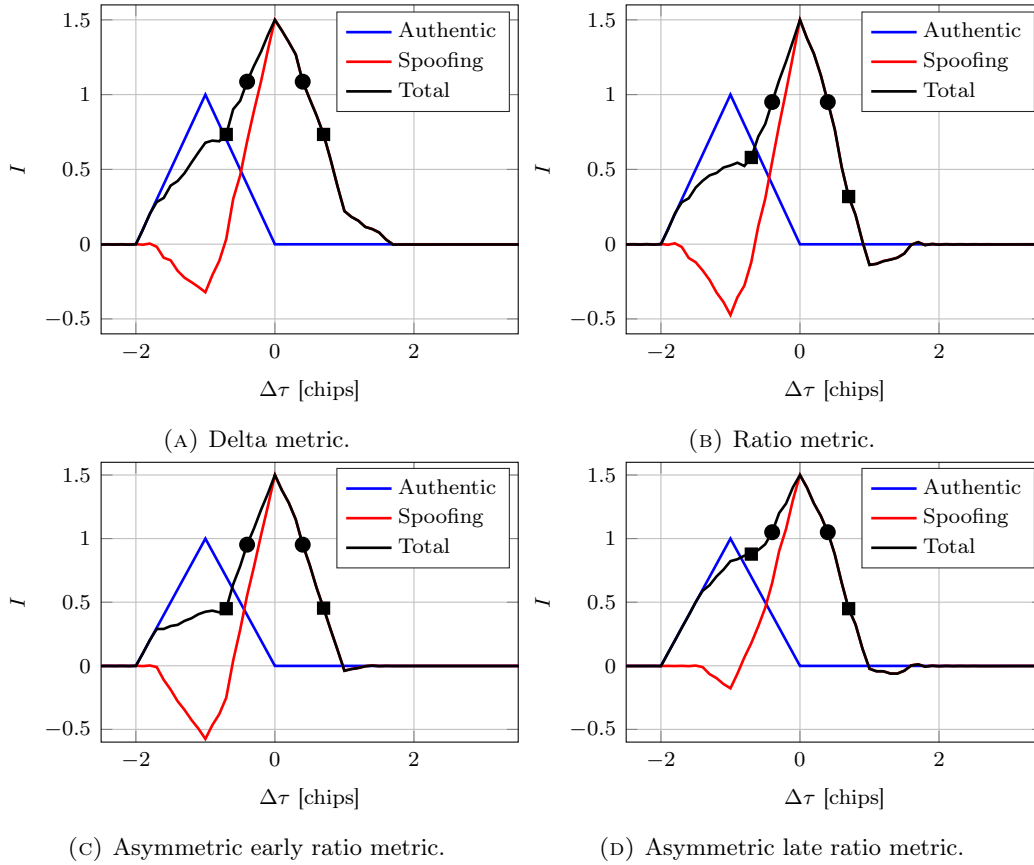 1.5
1
0.5
0
−0.5
I
−2
0
2
Δτ [chips]
Authentic
Spoofing
Total
(A) Delta metric.
1.5
1
0.5
0
−0.5
I
−2
0
2
Δτ [chips]
Authentic
Spoofing
Total
(B) Ratio metric.
1.5
1
0.5
0
−0.5
I
−2
0
2
Δτ [chips]
Authentic
Spoofing
Total
(C) Asymmetric early ratio metric.
1.5
1
0.5
0
−0.5
I
−2
0
2
Δτ [chips]
Authentic
Spoofing
Total
(D) Asymmetric late ratio metric.